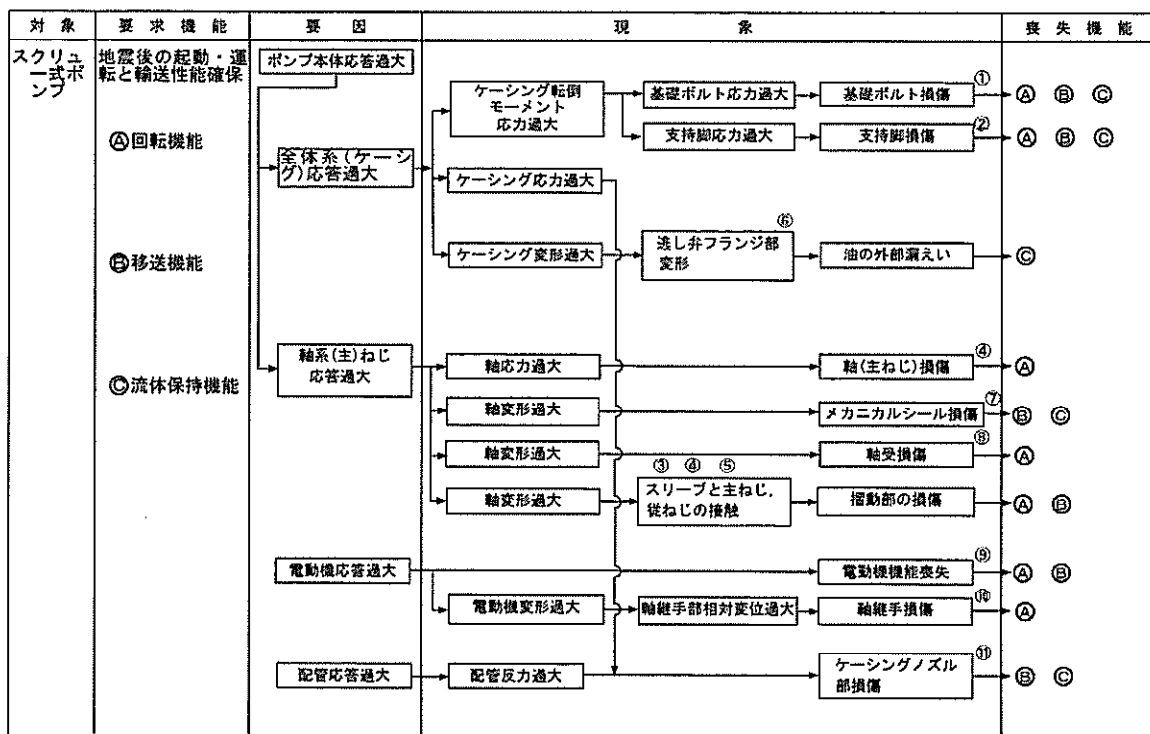 対象
要求機能
要因
現象
喪失機能
スクリュ
ー式ポ
ンプ
地震後の起動・運
転と輸送性能確保
Ⓐ回転機能
Ⓑ移送機能
Ⓒ流体保持機能
ポンプ本体応答過大
全体系(ケーシン
グ)応答過大
ケーシング転倒
モーメント
応力過大
基礎ボルト応力過大
①
基礎ボルト損傷
Ⓐ Ⓑ Ⓒ
支持脚応力過大
②
支持脚損傷
Ⓐ Ⓑ Ⓒ
ケーシング応力過大
ケーシング変形過大
⑥
逃し弁フランジ部
変形
油の外部漏えい
Ⓒ
軸系(主)ねじ
応答過大
軸応力過大
④
軸(主ねじ)損傷
Ⓐ
軸変形過大
⑦
メカニカルシール損傷
Ⓑ Ⓒ
軸変形過大
⑧
軸受損傷
Ⓐ
軸変形過大
③ ④ ⑤
スリーブと主ねじ,
従ねじの接触
摺動部の損傷
Ⓐ Ⓑ
電動機応答過大
⑨
電動機機能喪失
Ⓐ Ⓑ
電動機変形過大
軸継手部相対変位過大
⑩
軸継手損傷
Ⓐ
配管応答過大
配管反力過大
⑪
ケーシングノズル
部損傷
Ⓑ Ⓒ